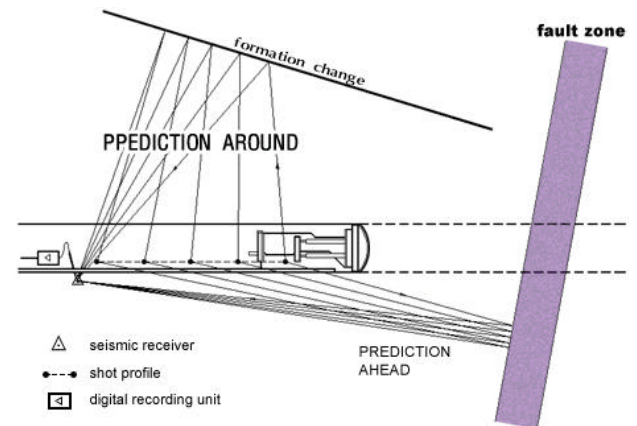 fault zone
formation change
PPEDICTION AROUND
PREDICTION
AHEAD
seismic receiver
shot profile
digital recording unit